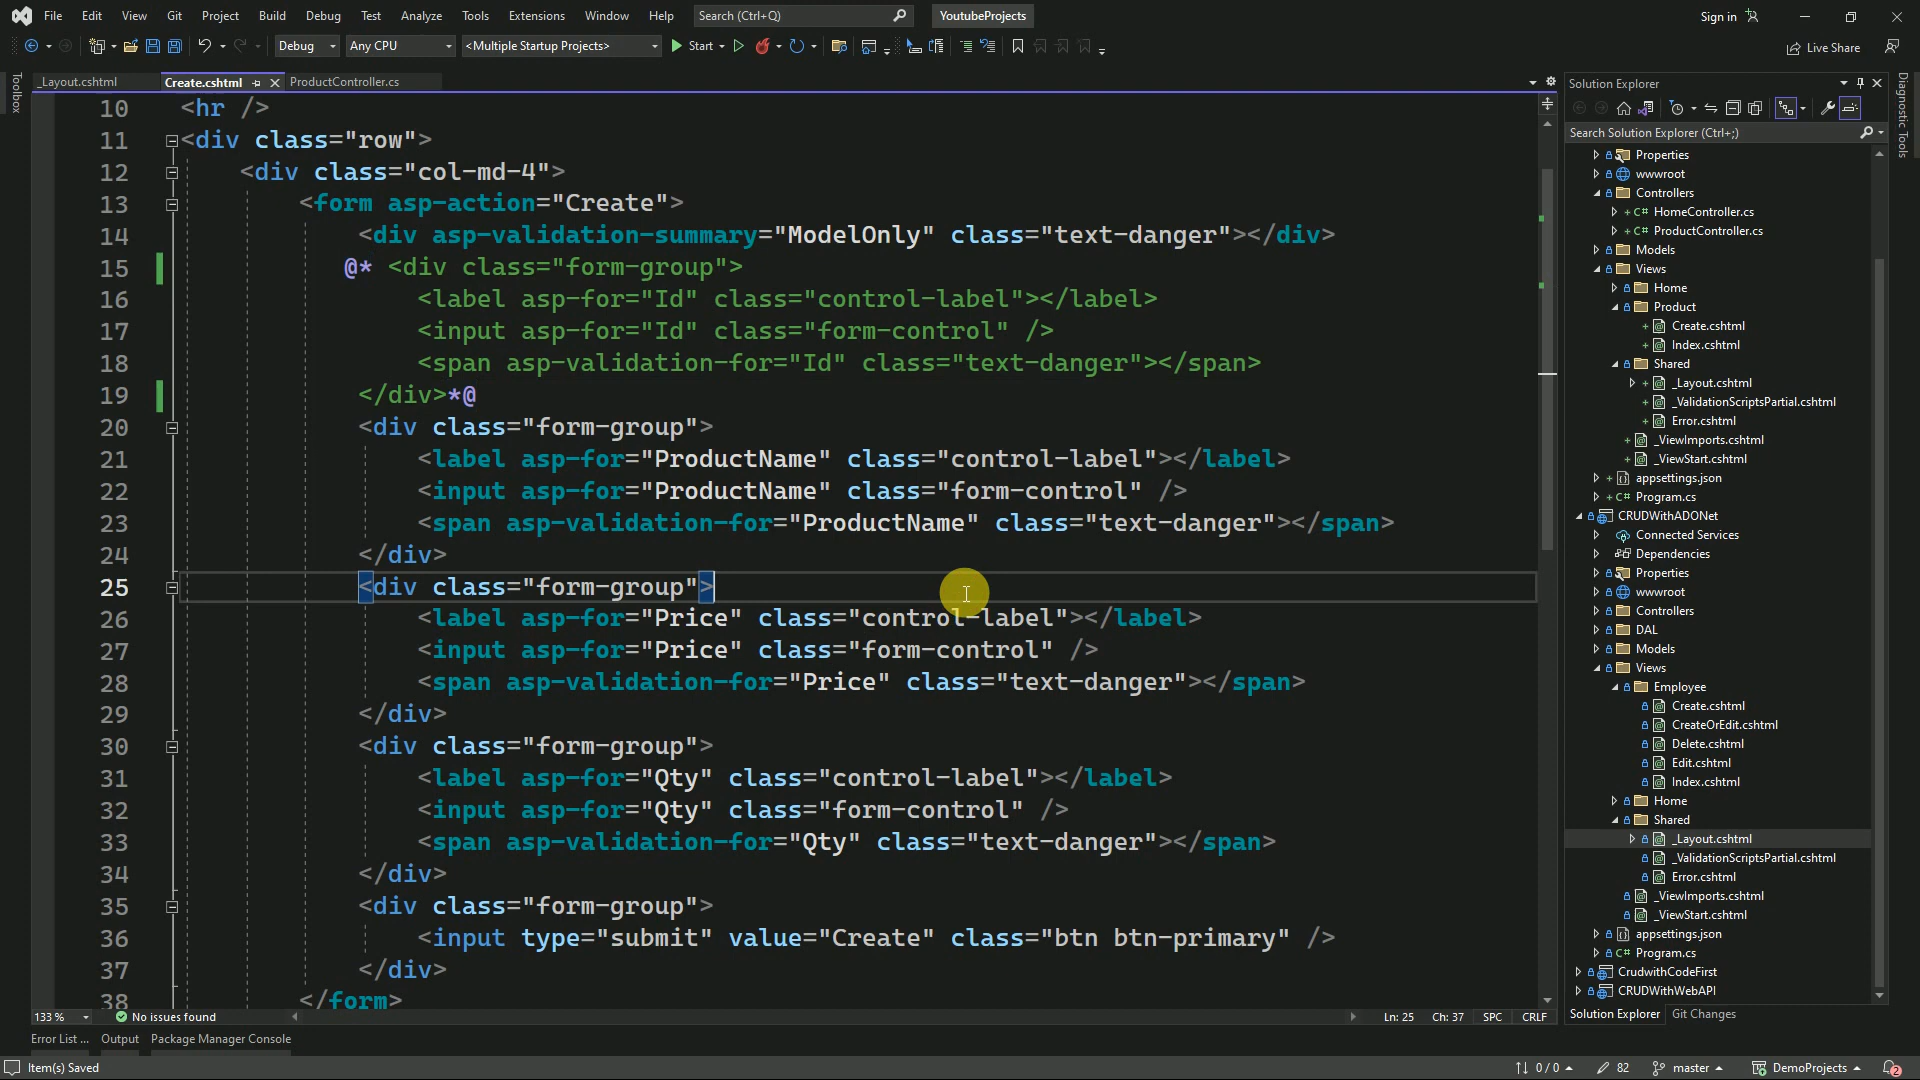 File Edit View Git Project Build Debug Test Analyze Tools Extensions Window Help Search (Ctrl+Q) YoutubeProjects Sign in
Debug Any CPU <Multiple Startup Projects> Start Live Share
Toolbox
_Layout.cshtml Create.cshtml ProductController.cs
10 <hr />
11 <div class="row">
12 <div class="col-md-4">
13 <form asp-action="Create">
14 <div asp-validation-summary="ModelOnly" class="text-danger"></div>
15 @* <div class="form-group">
16 <label asp-for="Id" class="control-label"></label>
17 <input asp-for="Id" class="form-control" />
18 <span asp-validation-for="Id" class="text-danger"></span>
19 </div>*@
20 <div class="form-group">
21 <label asp-for="ProductName" class="control-label"></label>
22 <input asp-for="ProductName" class="form-control" />
23 <span asp-validation-for="ProductName" class="text-danger"></span>
24 </div>
25 <div class="form-group">
26 <label asp-for="Price" class="control-label"></label>
27 <input asp-for="Price" class="form-control" />
28 <span asp-validation-for="Price" class="text-danger"></span>
29 </div>
30 <div class="form-group">
31 <label asp-for="Qty" class="control-label"></label>
32 <input asp-for="Qty" class="form-control" />
33 <span asp-validation-for="Qty" class="text-danger"></span>
34 </div>
35 <div class="form-group">
36 <input type="submit" value="Create" class="btn btn-primary" />
37 </div>
38 </form>
133 % No issues found Ln: 25 Ch: 37 SPC CRLF
Error List ... Output Package Manager Console
Solution Explorer
Search Solution Explorer (Ctrl+;)
Properties
wwwroot
Controllers
C# HomeController.cs
C# ProductController.cs
Models
Views
Home
Product
Create.cshtml
Index.cshtml
Shared
_Layout.cshtml
_ValidationScriptsPartial.cshtml
Error.cshtml
_ViewImports.cshtml
_ViewStart.cshtml
appsettings.json
C# Program.cs
CRUDWithADONet
Connected Services
Dependencies
Properties
wwwroot
Controllers
DAL
Models
Views
Employee
Create.cshtml
CreateOrEdit.cshtml
Delete.cshtml
Edit.cshtml
Index.cshtml
Home
Shared
_Layout.cshtml
_ValidationScriptsPartial.cshtml
Error.cshtml
_ViewImports.cshtml
_ViewStart.cshtml
appsettings.json
C# Program.cs
CrudwithCodeFirst
CRUDWithWebAPI
Solution Explorer Git Changes
Diagnostic Tools
Item(s) Saved 0 / 0 82 master DemoProjects 2